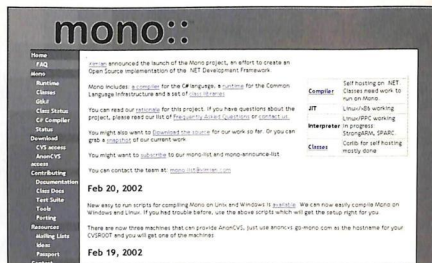 mono::
Home
FAQ
Mono
Runtime
Classes
Gtk#
Class Status
C# Compiler
Status
Download
CVS access
AnonCVS
access
Contributing
Documentation
Class Docs
Test Suite
Tools
Porting
Resources
Mailing Lists
Ideas
Passport
Contact
Ximian announced the launch of the Mono project, an effort to create an
Open Source implementation of the .NET Development Framework.
Mono includes: a compiler for the C# language, a runtime for the Common
Language Infrastructure and a set of class libraries.
You can read our rationale for this project. If you have questions about the
project, please read our list of Frequently Asked Questions or contact us.
You might also want to Download the source for our work so far. Or you can
grab a snapshot of our current work
You might want to subscribe to our mono-list and mono-announce-list.
You can contact the team at: mono-list@ximian.com
Compiler
Self hosting on .NET
Classes need work to
run on Mono.
JIT
Linux/x86 working
Interpreter
Linux/PPC working
In progress:
StrongARM, SPARC.
Classes
Corlib for self hosting
mostly done
Feb 20, 2002
New easy to run scripts for compiling Mono on Unix and Windows is available. We can now easily compile Mono on
Windows and Linux. If you had trouble before, use the above scripts which will get the setup right for you.
There are now three machines that can provide AnonCVS, just use anoncvs.go-mono.com as the hostname for your
CVSROOT and you will get one of the machines
Feb 19, 2002